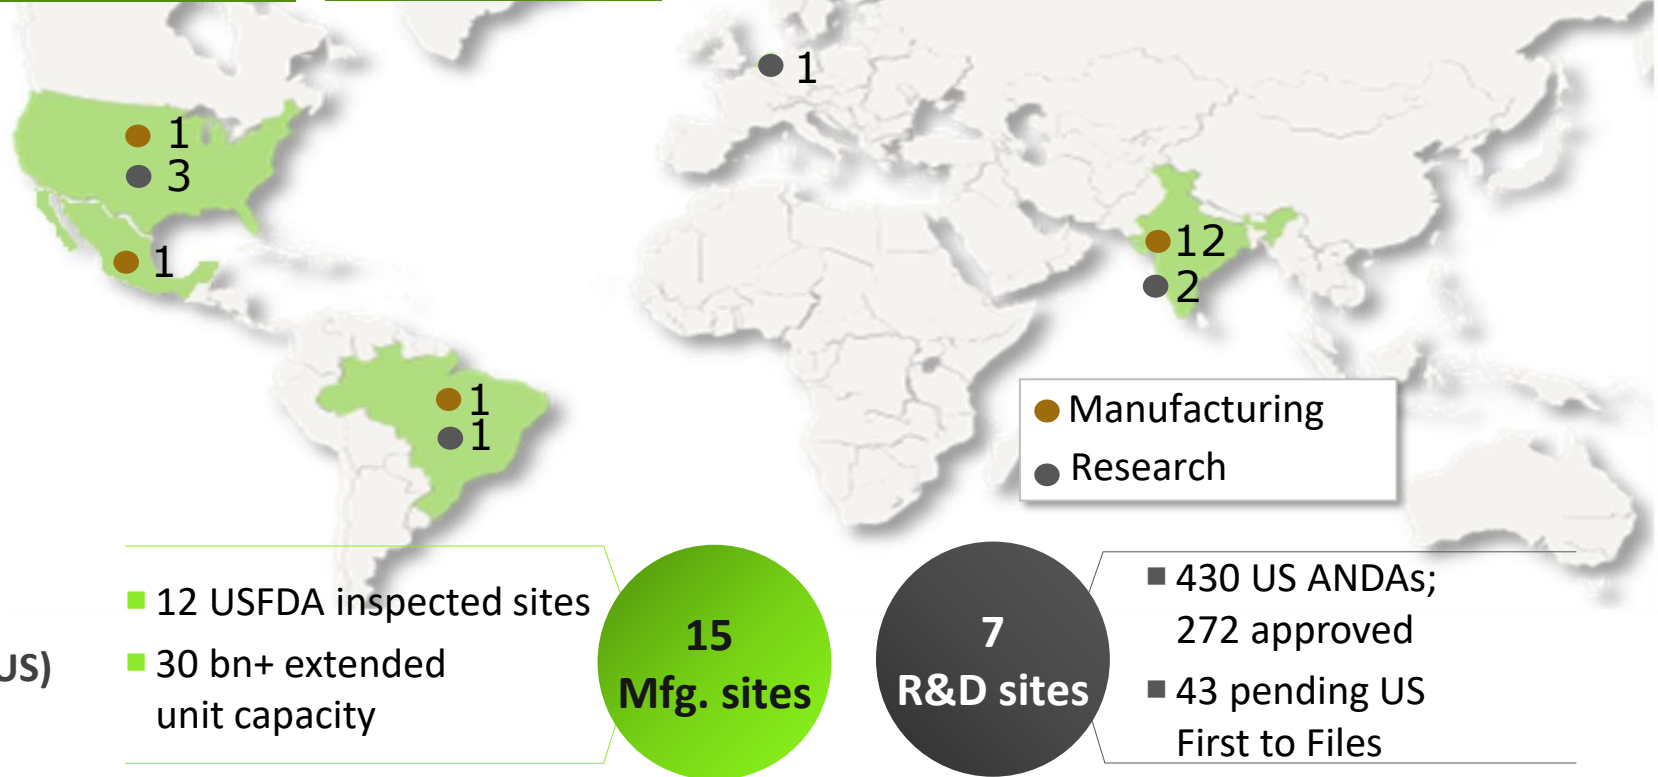 1
1
3
1
12
2
1
1
Manufacturing
Research
US)
12 USFDA inspected sites
30 bn+ extended
unit capacity
15
Mfg. sites
7
R&D sites
430 US ANDAs;
272 approved
43 pending US
First to Files